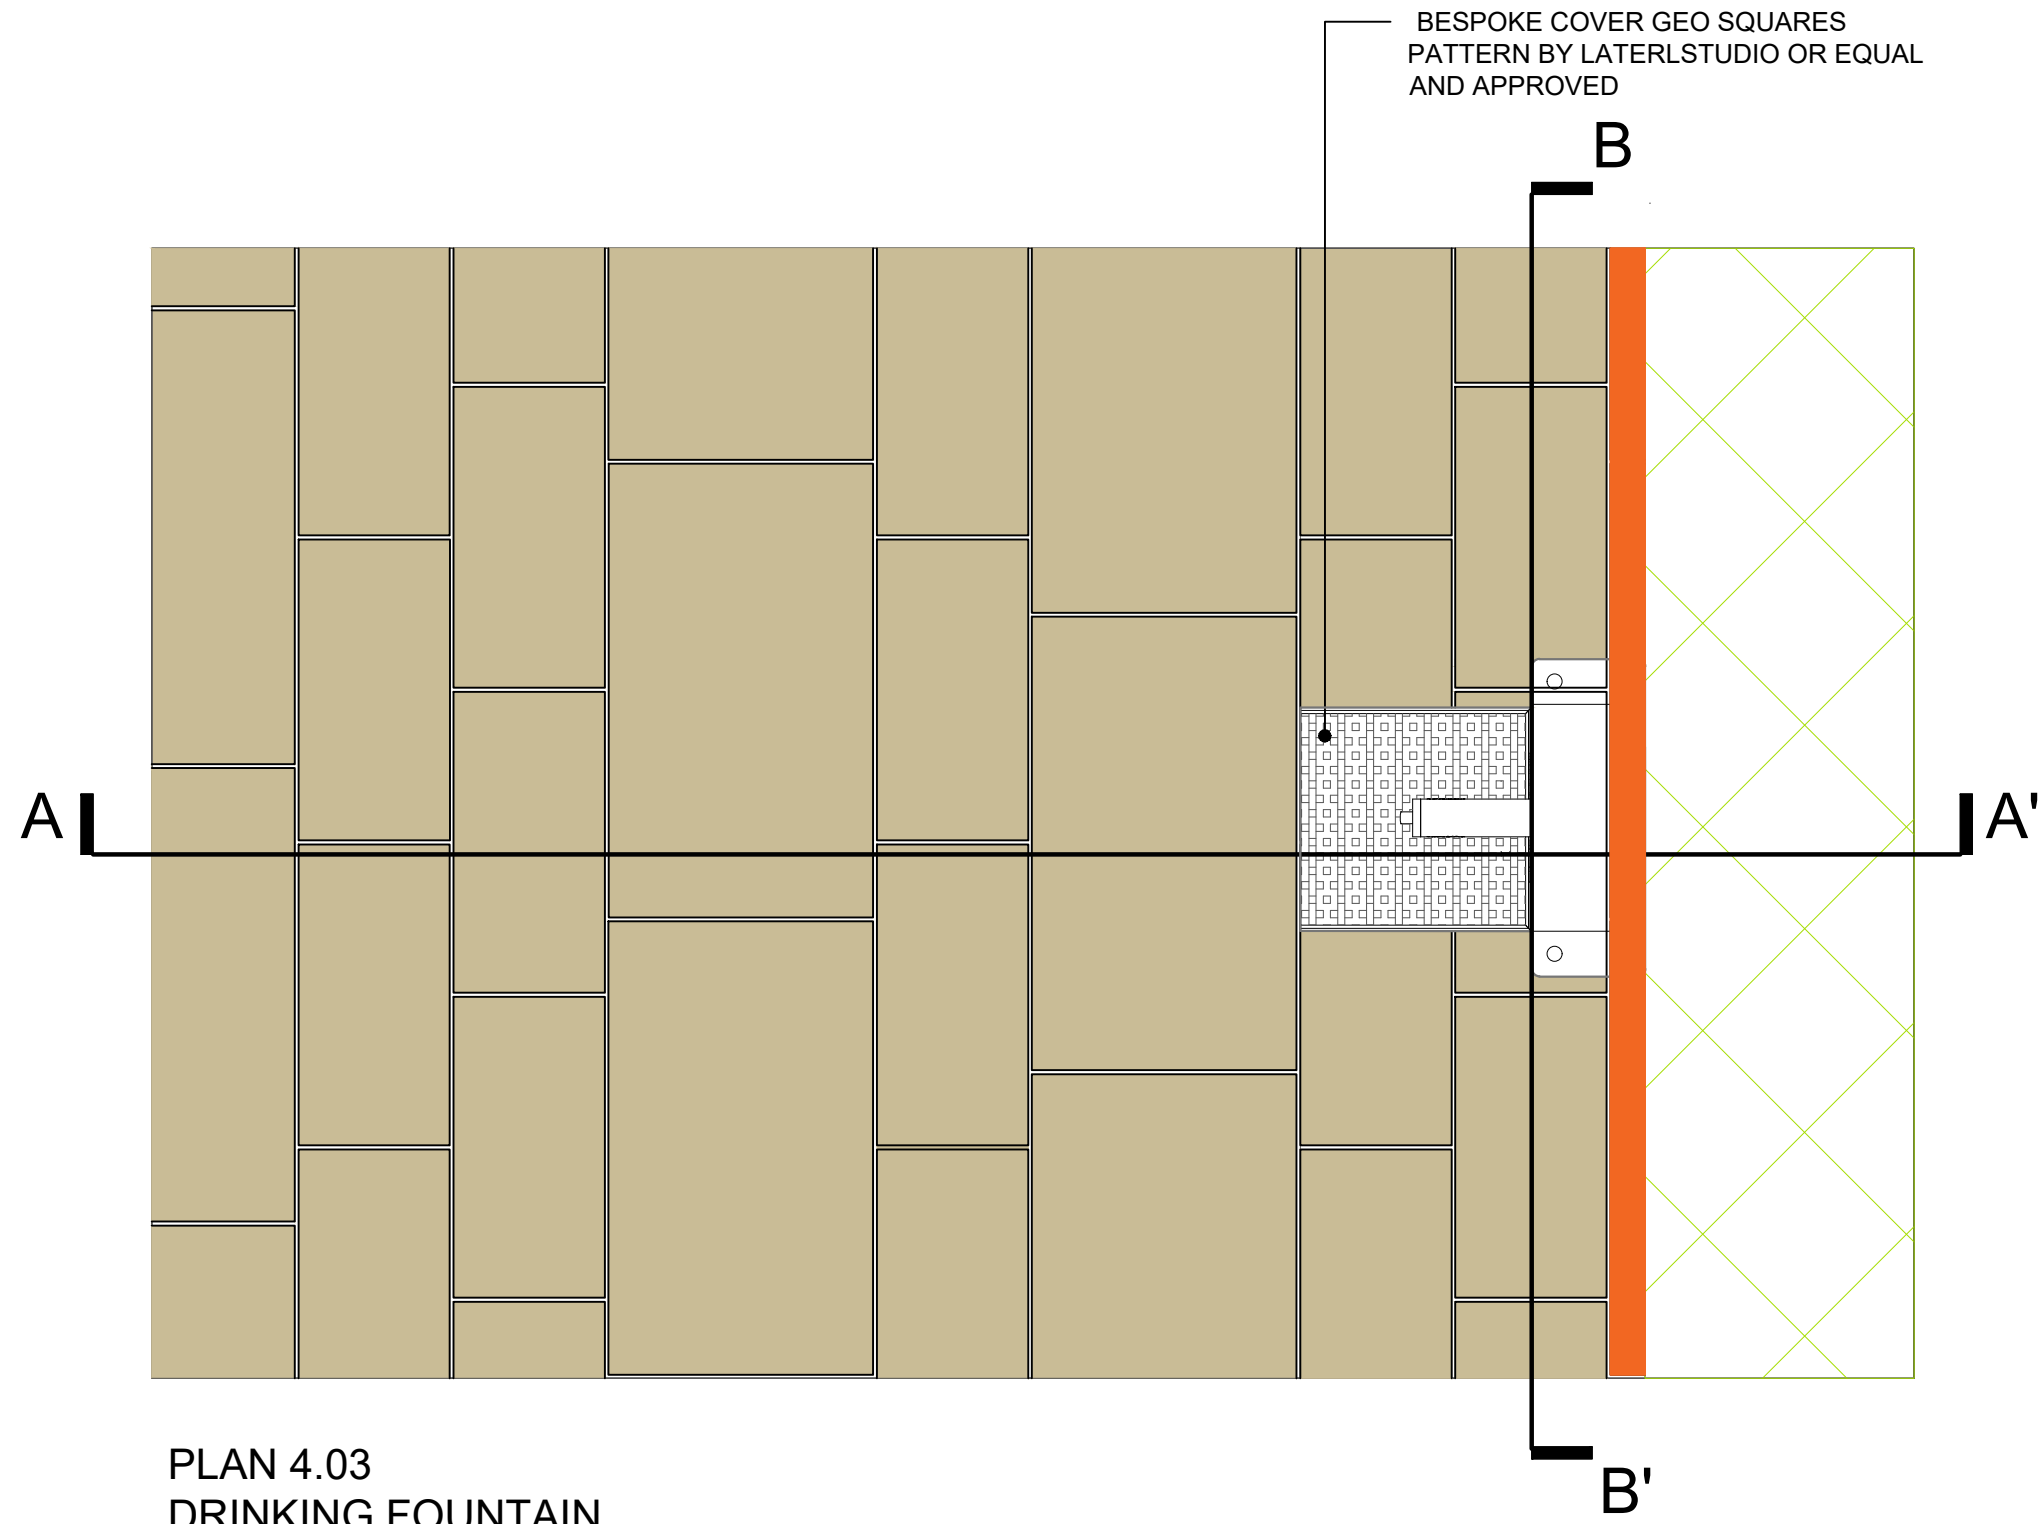 BESPOKE COVER GEO SQUARES
PATTERN BY LATERLSTUDIO OR EQUAL
AND APPROVED
B
A
A'
B'
PLAN 4.03
DRINKING FOUNTAIN